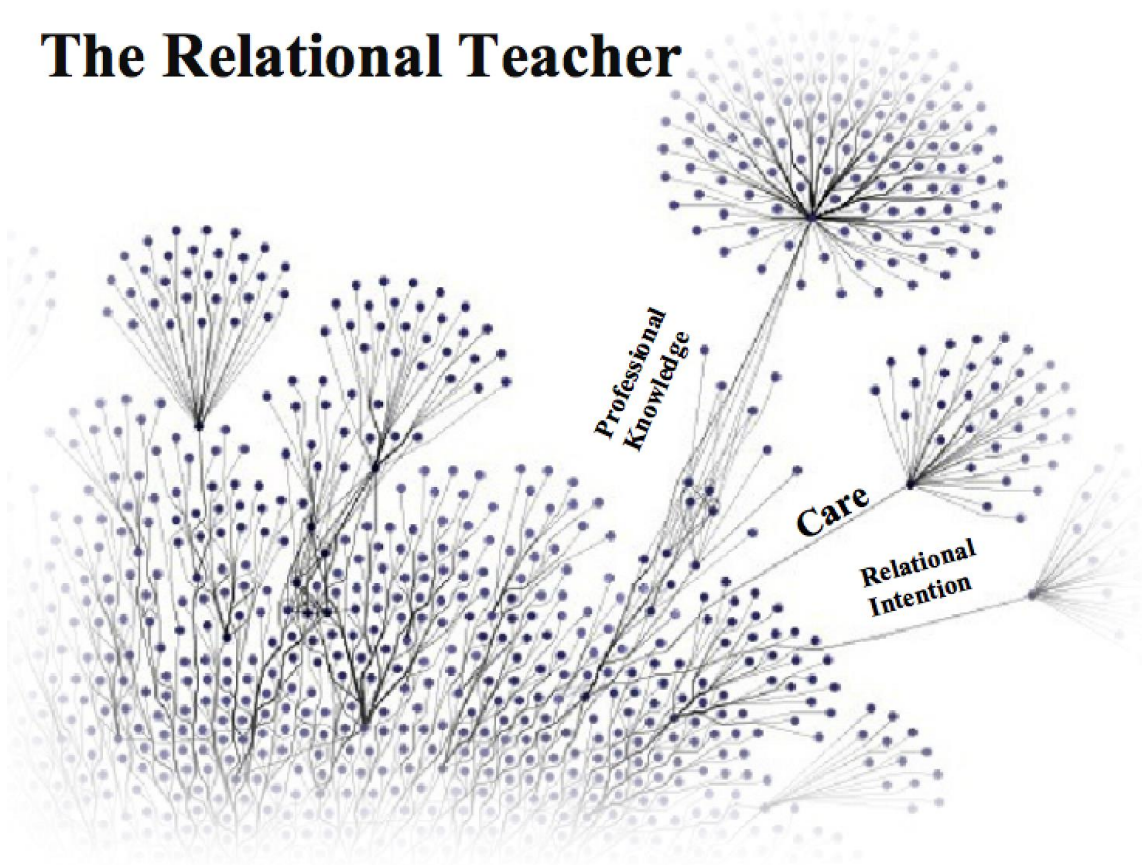 The Relational Teacher
Professional
Knowledge
Care
Relational
Intention